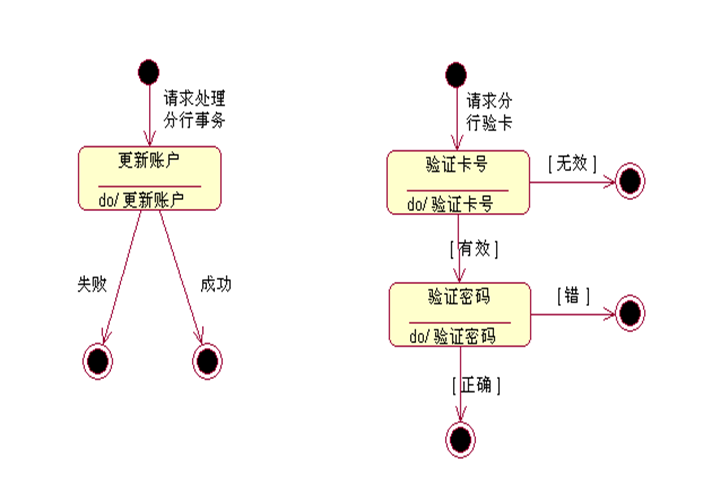 请求处理
分行事务
更新账户
do/ 更新账户
失败
成功
请求分
行验卡
验证卡号
do/ 验证卡号
[ 无效 ]
[ 有效 ]
验证密码
do/ 验证密码
[ 错 ]
[ 正确 ]